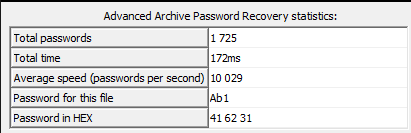 Advanced Archive Password Recovery statistics:
Total passwords 1 725
Total time 172ms
Average speed (passwords per second) 10 029
Password for this file Ab1
Password in HEX 41 62 31